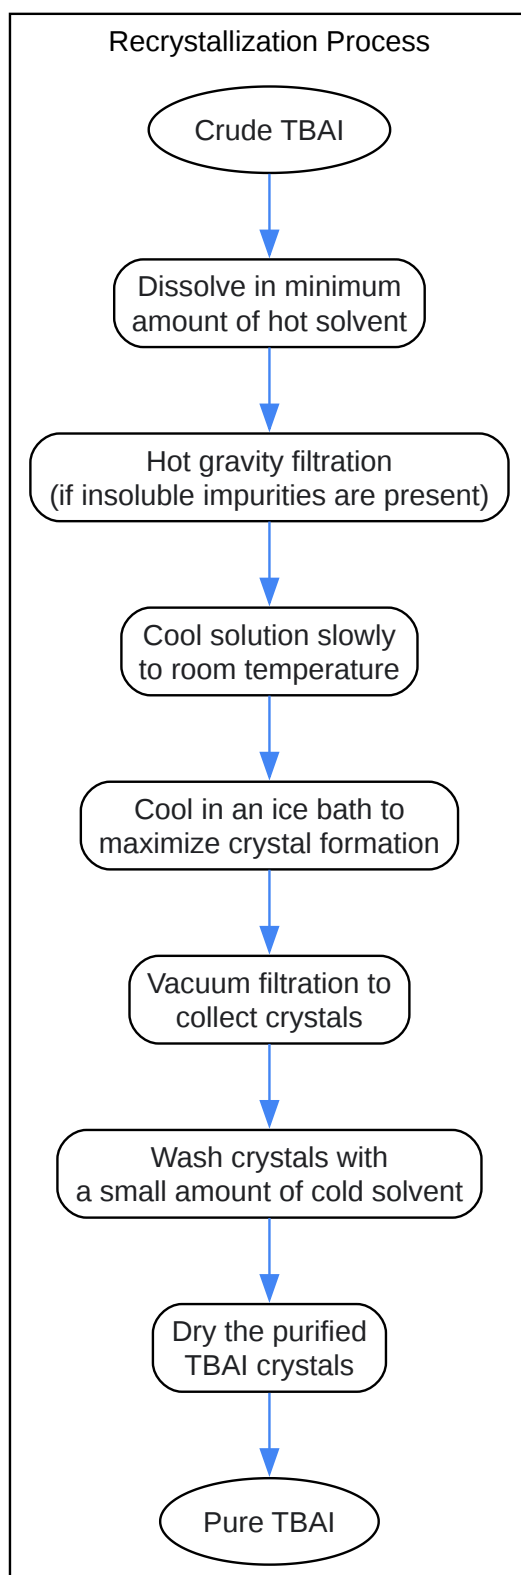 Recrystallization Process
Crude TBAI
Dissolve in minimum
amount of hot solvent
Hot gravity filtration
(if insoluble impurities are present)
Cool solution slowly
to room temperature
Cool in an ice bath to
maximize crystal formation
Vacuum filtration to
collect crystals
Wash crystals with
a small amount of cold solvent
Dry the purified
TBAI crystals
Pure TBAI